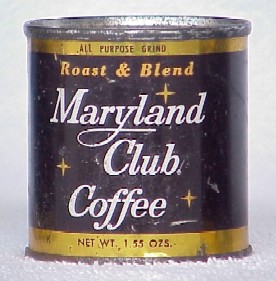 ALL PURPOSE GRIND
Roast & Blend
Maryland
Club
Coffee
NET WT. 1.55 OZS.